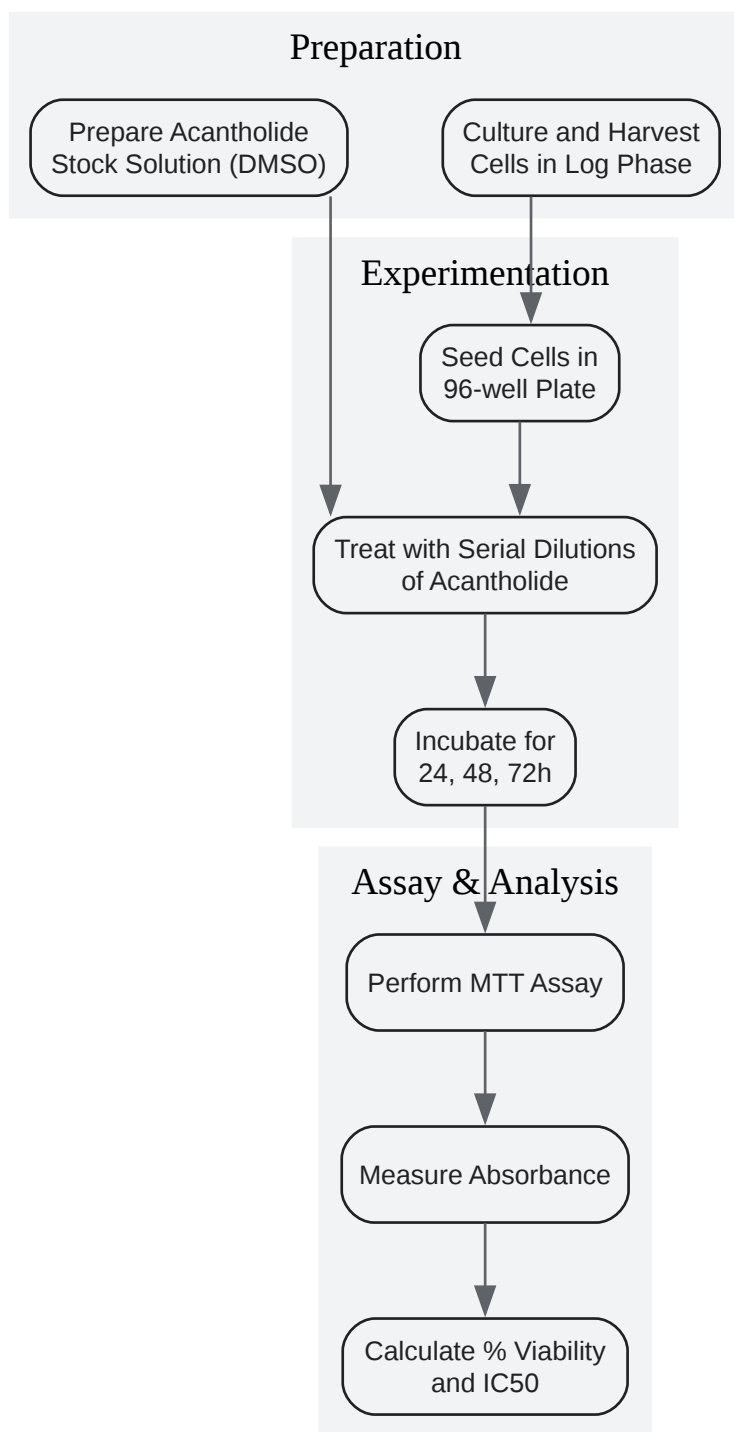 Preparation
Prepare Acantholide
Stock Solution (DMSO)
Culture and Harvest
Cells in Log Phase
Experimentation
Seed Cells in
96-well Plate
Treat with Serial Dilutions
of Acantholide
Incubate for
24, 48, 72h
Assay & Analysis
Perform MTT Assay
Measure Absorbance
Calculate % Viability
and IC50